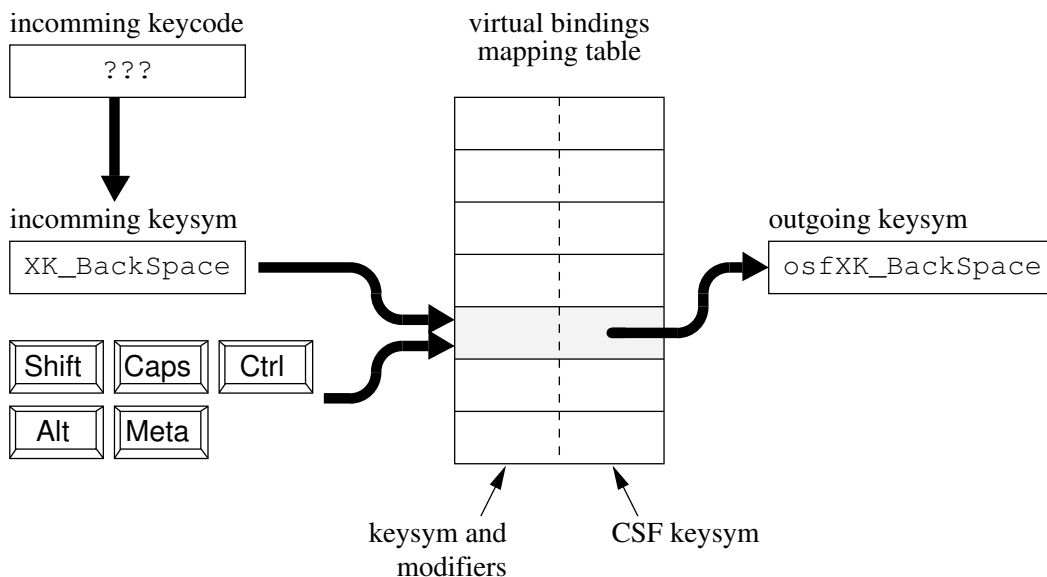 incomming keycode
???
virtual bindings
mapping table
incomming keysym
XK_BackSpace
outgoing keysym
osfXK_BackSpace
Shift
Caps
Ctrl
Alt
Meta
keysym and
modifiers
CSF keysym